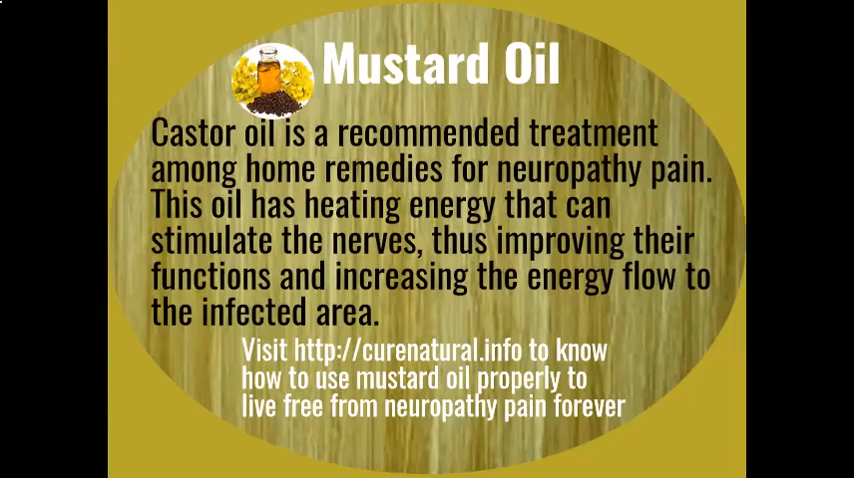 Mustard Oil
Castor oil is a recommended treatment
among home remedies for neuropathy pain.
This oil has heating energy that can
stimulate the nerves, thus improving their
functions and increasing the energy flow to
the infected area.
Visit http://curenatural.info to know
how to use mustard oil properly to
live free from neuropathy pain forever